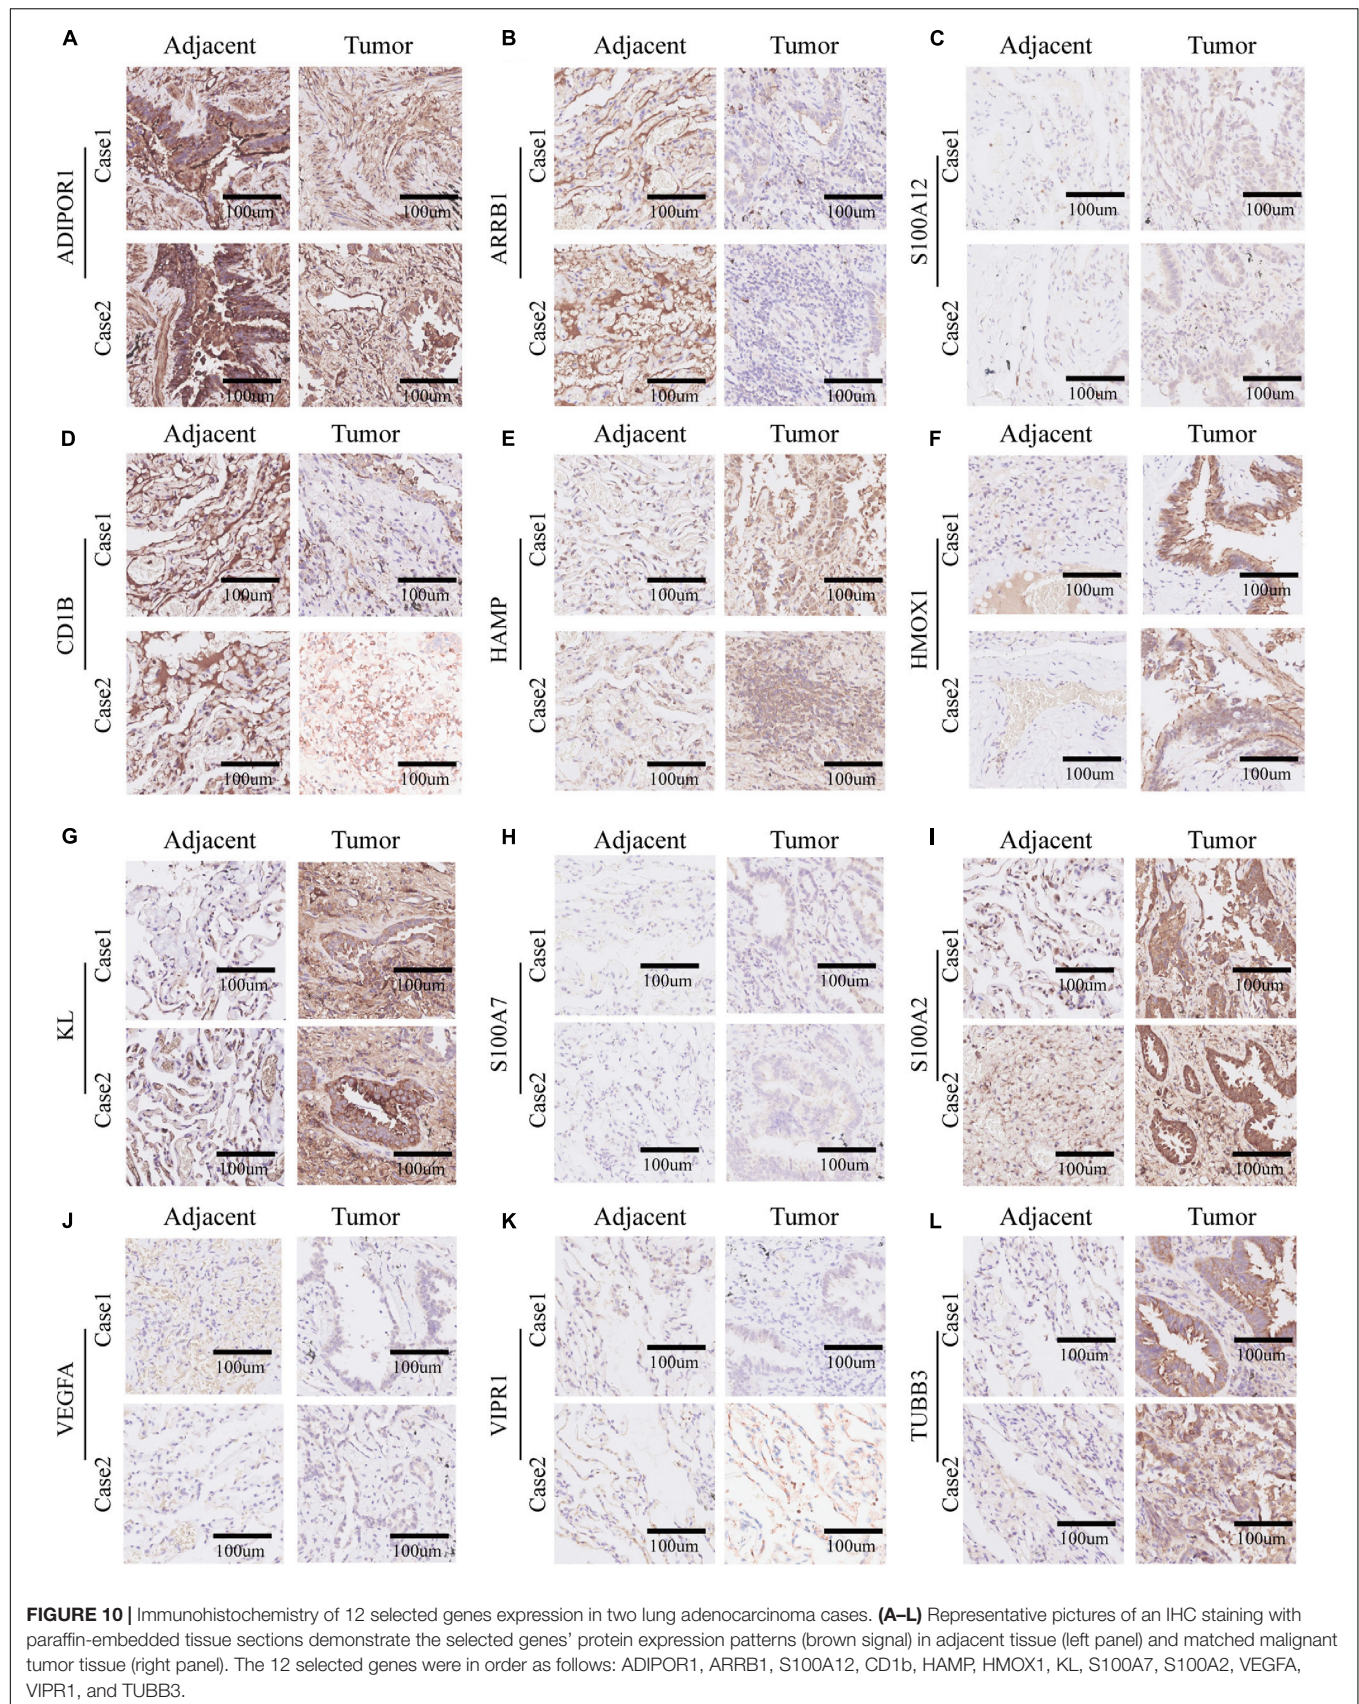 A
Adjacent
Tumor
ADIPOR1
Case1
100um
100um
Case2
100um
100um
B
Adjacent
Tumor
ARRB1
Case1
100um
100um
Case2
100um
100um
C
Adjacent
Tumor
S100A12
Case1
100um
100um
Case2
100um
100um
D
Adjacent
Tumor
CD1B
Case1
100um
100um
Case2
100um
100um
E
Adjacent
Tumor
HAMP
Case1
100um
100um
Case2
100um
100um
F
Adjacent
Tumor
HMOX1
Case1
100um
100um
Case2
100um
100um
G
Adjacent
Tumor
KL
Case1
100um
100um
Case2
100um
100um
H
Adjacent
Tumor
S100A7
Case1
100um
100um
Case2
100um
100um
I
Adjacent
Tumor
S100A2
Case1
100um
100um
Case2
100um
100um
J
Adjacent
Tumor
VEGFA
Case1
100um
100um
Case2
100um
100um
K
Adjacent
Tumor
VIPR1
Case1
100um
100um
Case2
100um
100um
L
Adjacent
Tumor
TUBB3
Case1
100um
100um
Case2
100um
100um
FIGURE 10 | Immunohistochemistry of 12 selected genes expression in two lung adenocarcinoma cases. (A–L) Representative pictures of an IHC staining with
paraffin-embedded tissue sections demonstrate the selected genes' protein expression patterns (brown signal) in adjacent tissue (left panel) and matched malignant
tumor tissue (right panel). The 12 selected genes were in order as follows: ADIPOR1, ARRB1, S100A12, CD1b, HAMP, HMOX1, KL, S100A7, S100A2, VEGFA,
VIPR1, and TUBB3.